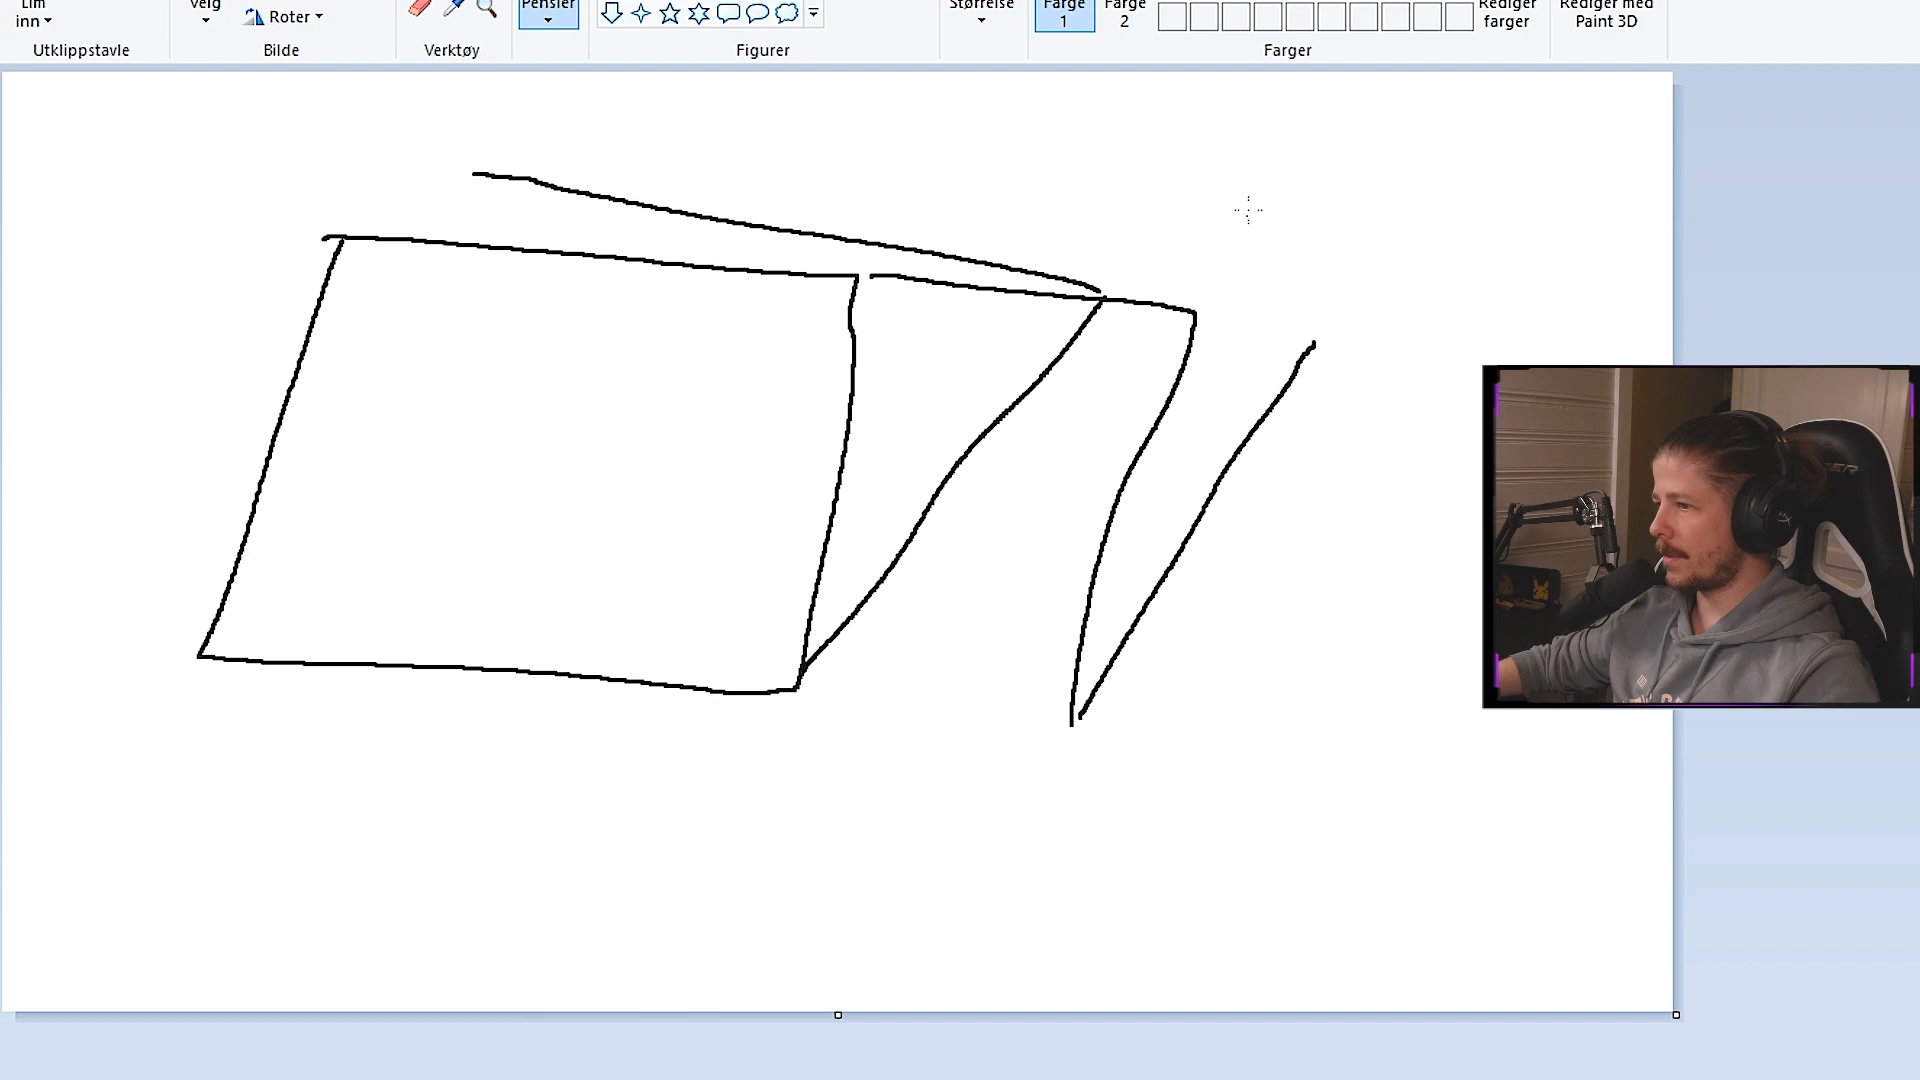 Lim
inn
Velg
Roter
Pensler
Størrelse
Farge
1
Farge
2
Rediger
farger
Rediger med
Paint 3D
Utklippstavle
Bilde
Verktøy
Figurer
Farger